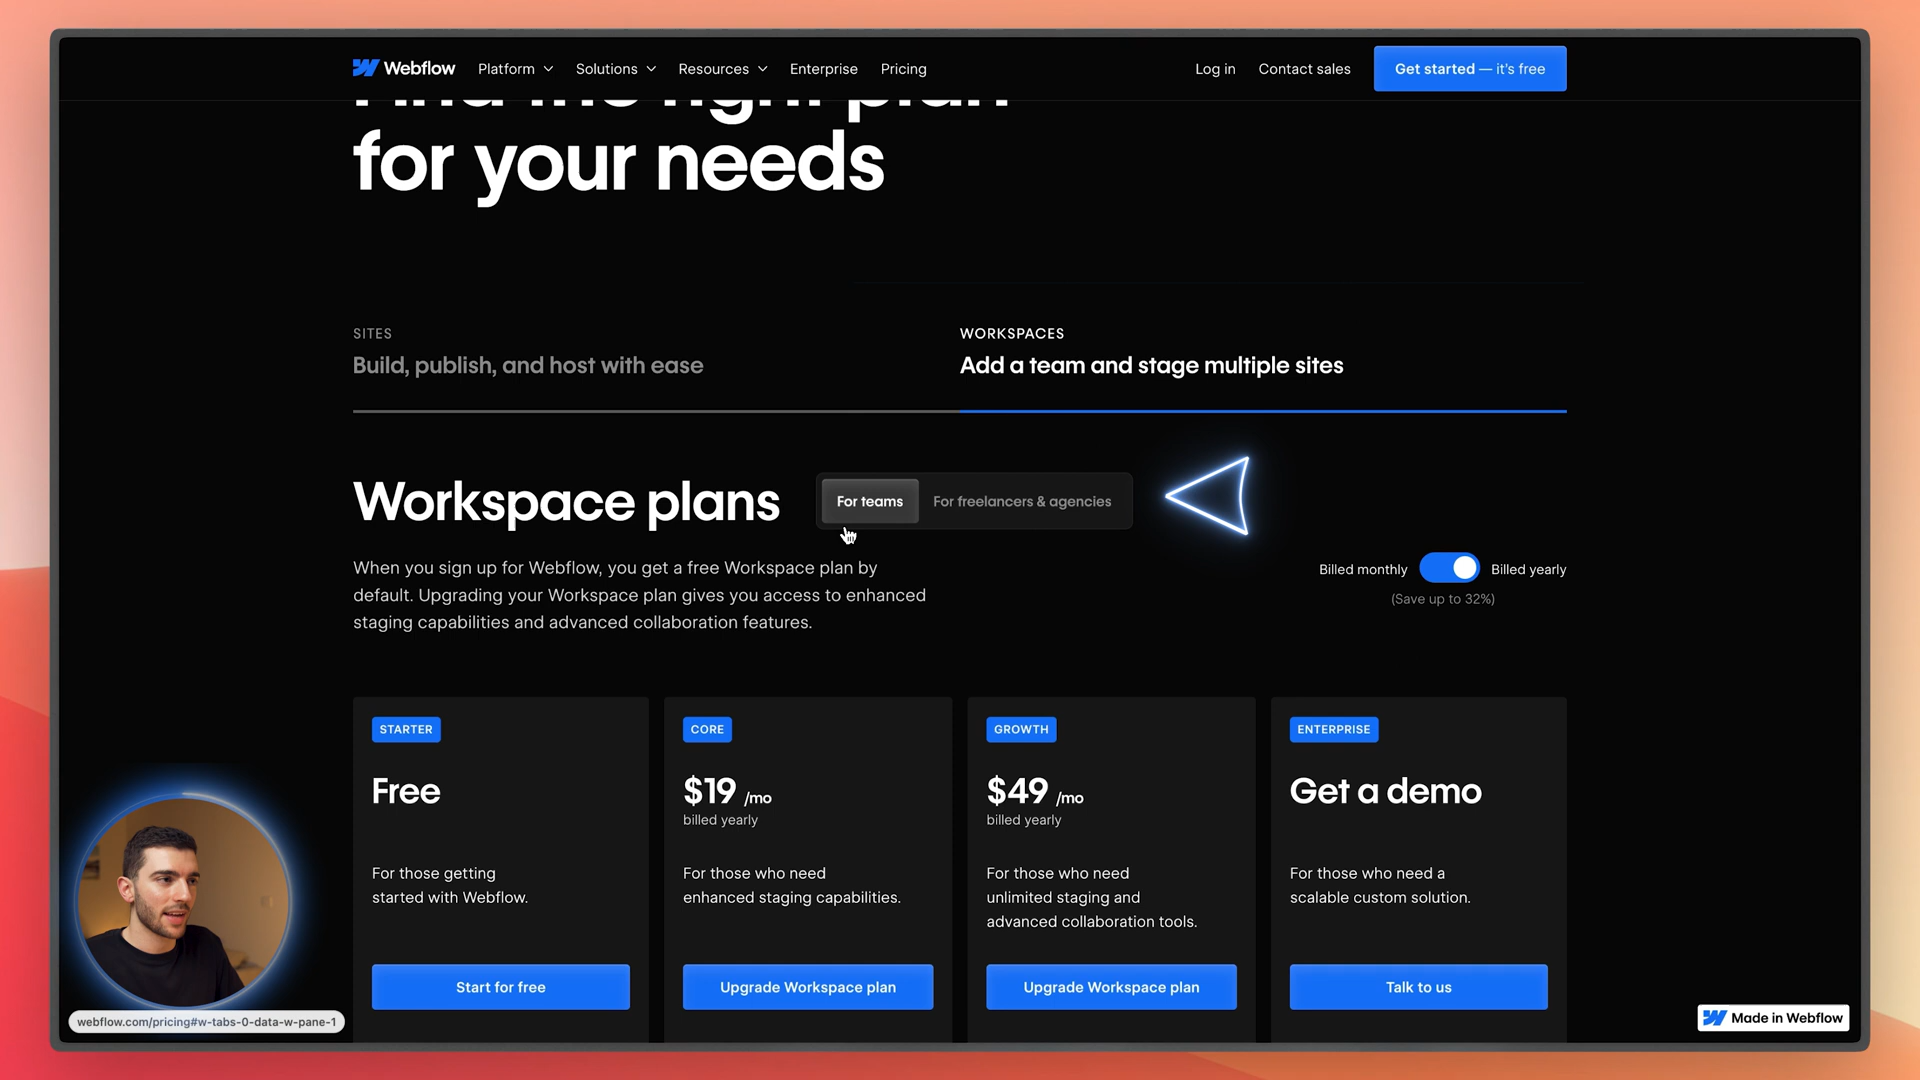 Webflow
Platform
Solutions
Resources
Enterprise
Pricing
Log in
Contact sales
Get started — it's free
Find the right plan
for your needs
SITES
Build, publish, and host with ease
WORKSPACES
Add a team and stage multiple sites
Workspace plans
For teams
For freelancers & agencies
When you sign up for Webflow, you get a free Workspace plan by
default. Upgrading your Workspace plan gives you access to enhanced
staging capabilities and advanced collaboration features.
Billed monthly
Billed yearly
(Save up to 32%)
STARTER
Free
For those getting
started with Webflow.
Start for free
CORE
$19 /mo
billed yearly
For those who need
enhanced staging capabilities.
Upgrade Workspace plan
GROWTH
$49 /mo
billed yearly
For those who need
unlimited staging and
advanced collaboration tools.
Upgrade Workspace plan
ENTERPRISE
Get a demo
For those who need a
scalable custom solution.
Talk to us
webflow.com/pricing#w-tabs-0-data-w-pane-1
Made in Webflow